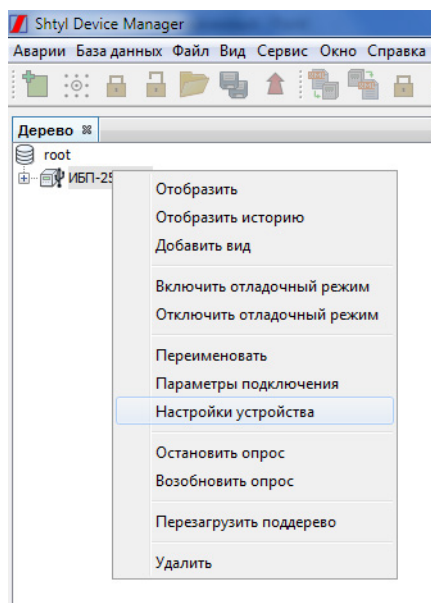 Shtyl Device Manager
Аварии База данных Файл Вид Сервис Окно Справка
Дерево
root
ИБП-25
Отобразить
Отобразить историю
Добавить вид
Включить отладочный режим
Отключить отладочный режим
Переименовать
Параметры подключения
Настройки устройства
Остановить опрос
Возобновить опрос
Перезагрузить поддерево
Удалить